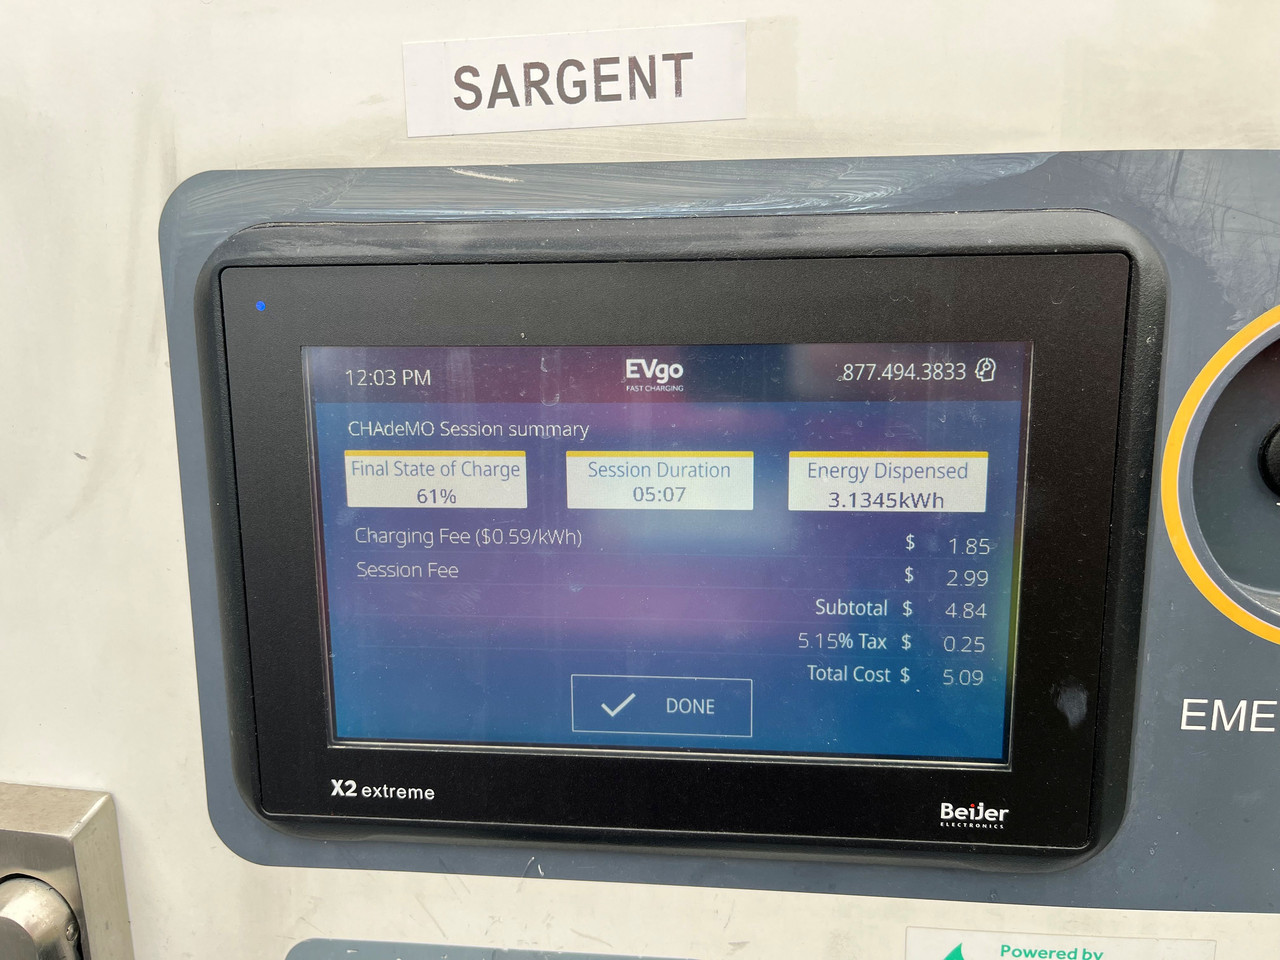 SARGENT
12:03 PM
EVgo
FAST CHARGING
877.494.3833
CHAdeMO Session summary
Final State of Charge
61%
Session Duration
05:07
Energy Dispensed
3.1345kWh
Charging Fee ($0.59/kWh) $ 1.85
Session Fee $ 2.99
Subtotal $ 4.84
5.15% Tax $ 0.25
Total Cost $ 5.09
DONE
X2 extreme
Beijer
ELECTRONICS
EME
Powered by